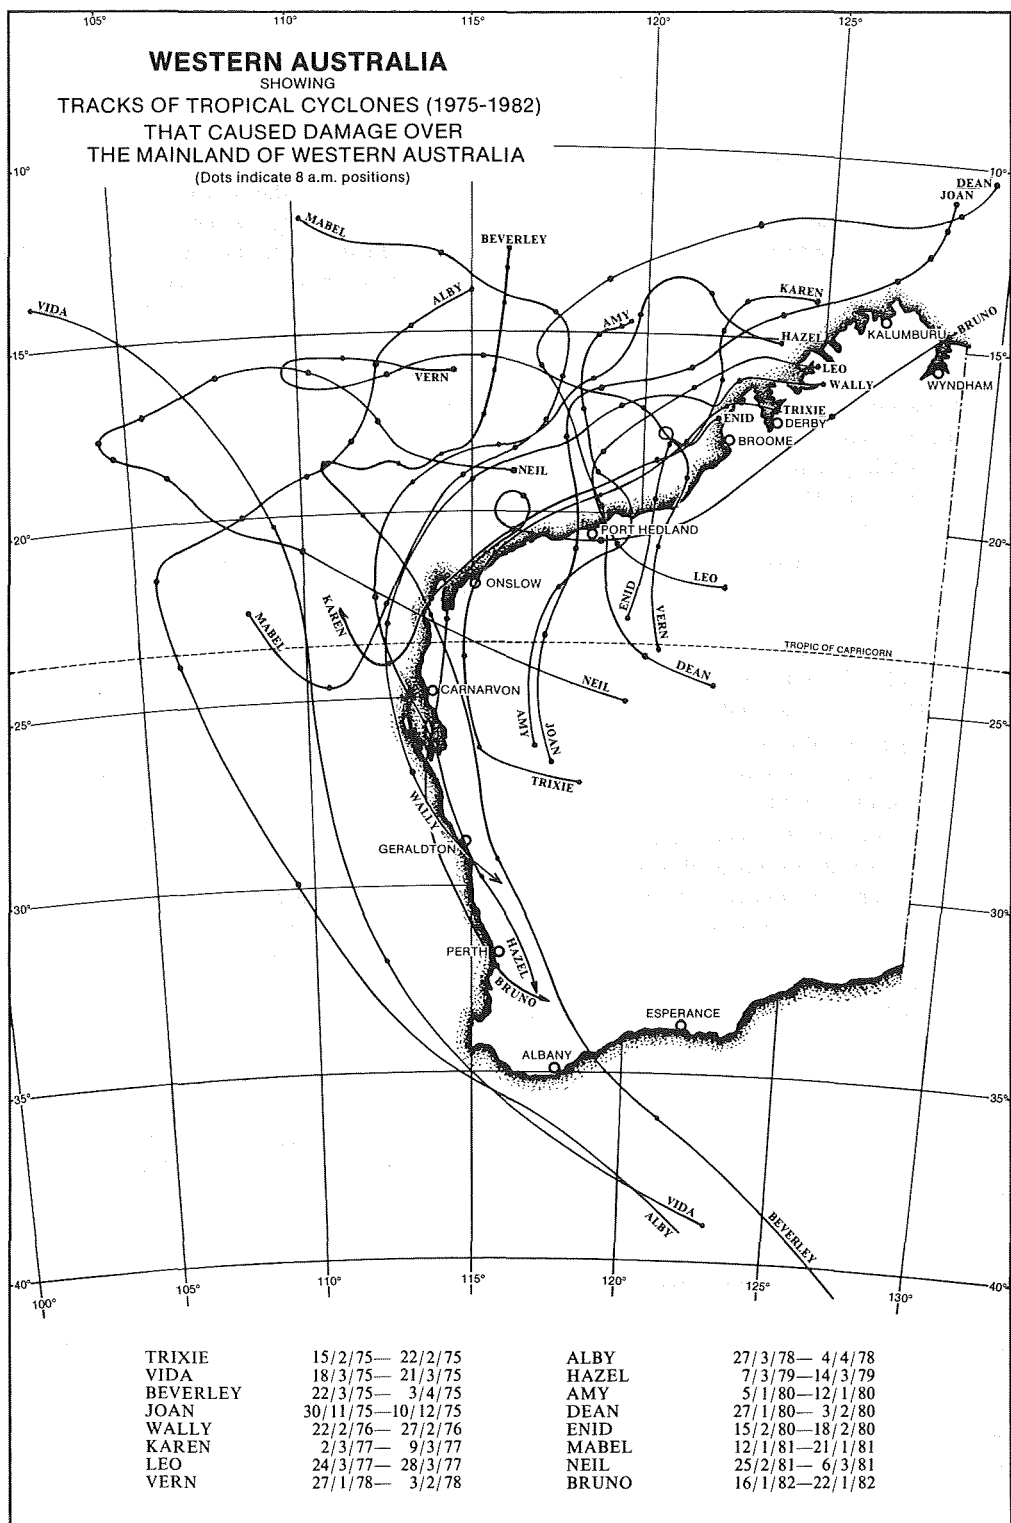 105° 110° 115° 120° 125°
WESTERN AUSTRALIA
SHOWING
TRACKS OF TROPICAL CYCLONES (1975-1982)
THAT CAUSED DAMAGE OVER
THE MAINLAND OF WESTERN AUSTRALIA
(Dots indicate 8 a.m. positions)
10° 10°
DEAN
JOAN
MABEL
BEVERLEY
ALBY
KAREN
VIDA
AMY
BRUNO
KALUMBURU
HAZEL
15° 15°
LEO
VERN
WALLY
WYNDHAM
TRIXIE
ENID
DERBY
BROOME
NEIL
PORT HEDLAND
20° 20°
LEO
ONSLOW
ENID
KAREN
MABEL
VERN
TROPIC OF CAPRICORN
DEAN
NEIL
CARNARVON
25° 25°
AMY
JOAN
TRIXIE
WALLY
GERALDTON
30° 30°
PERTH
HAZEL
BRUNO
ESPERANCE
ALBANY
35° 35°
VIDA
ALBY
BEVERLEY
40° 40°
100° 105° 110° 115° 120° 125° 130°
TRIXIE 15/2/75— 22/2/75 ALBY 27/3/78— 4/4/78
VIDA 18/3/75— 21/3/75 HAZEL 7/3/79—14/3/79
BEVERLEY 22/3/75— 3/4/75 AMY 5/1/80—12/1/80
JOAN 30/11/75—10/12/75 DEAN 27/1/80— 3/2/80
WALLY 22/2/76— 27/2/76 ENID 15/2/80—18/2/80
KAREN 2/3/77— 9/3/77 MABEL 12/1/81—21/1/81
LEO 24/3/77— 28/3/77 NEIL 25/2/81— 6/3/81
VERN 27/1/78— 3/2/78 BRUNO 16/1/82—22/1/82